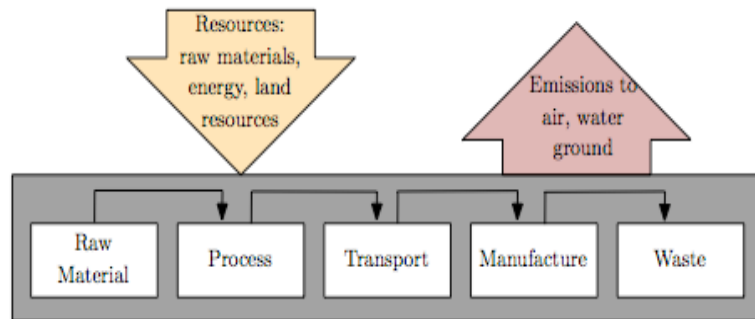 Resources:
raw materials,
energy, land
resources
Emissions to
air, water
ground
Raw
Material
Process
Transport
Manufacture
Waste